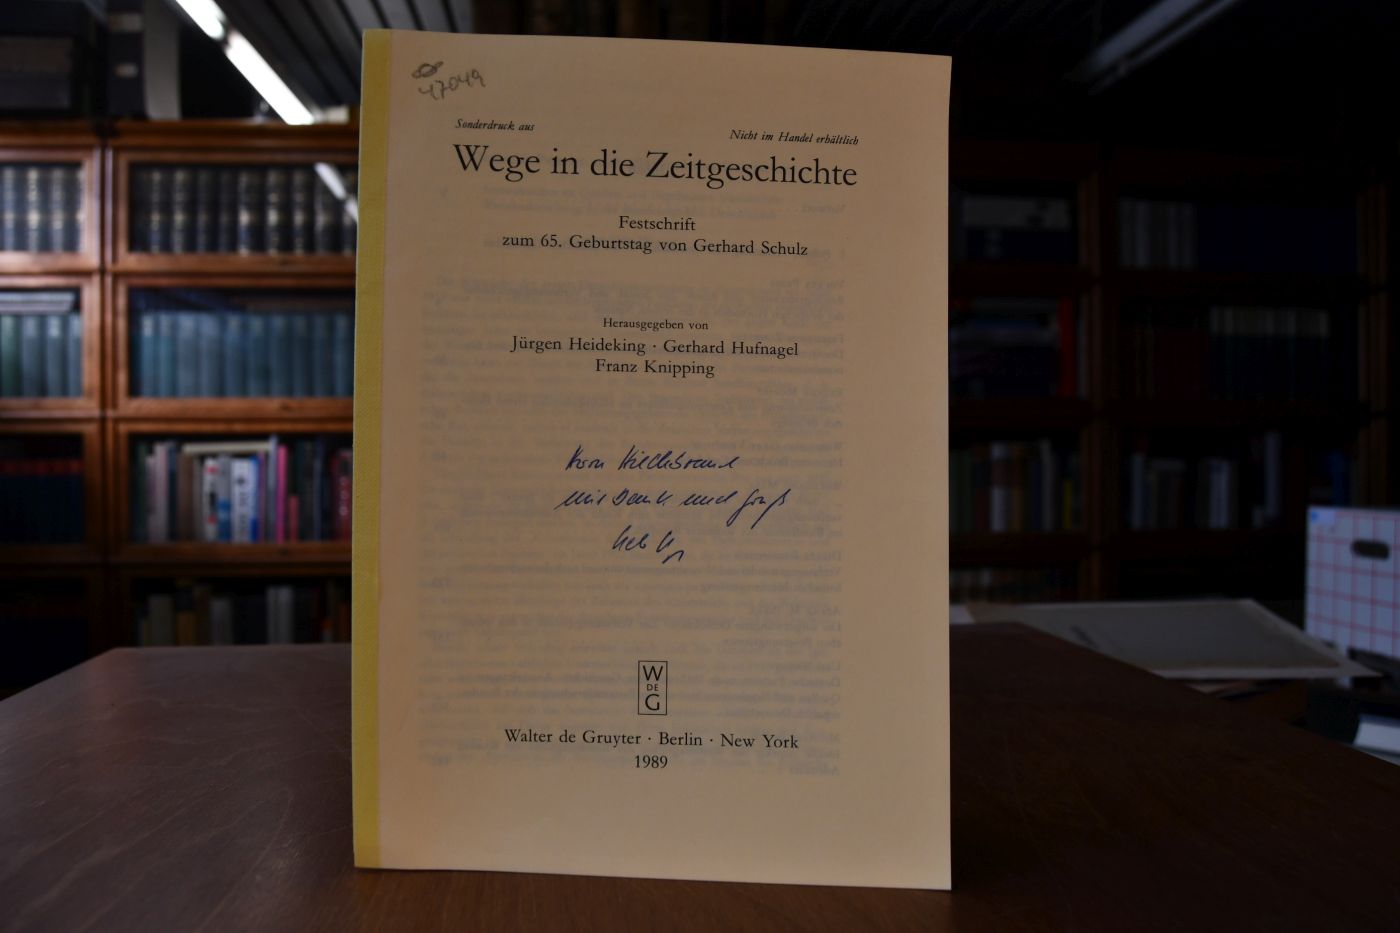 47049
Sonderdruck aus
Nicht im Handel erhältlich
Wege in die Zeitgeschichte
Festschrift
zum 65. Geburtstag von Gerhard Schulz
Herausgegeben von
Jürgen Heideking · Gerhard Hufnagel
Franz Knipping
Hildebrand
mit Dank und Gruß
W
DE
G
Walter de Gruyter · Berlin · New York
1989